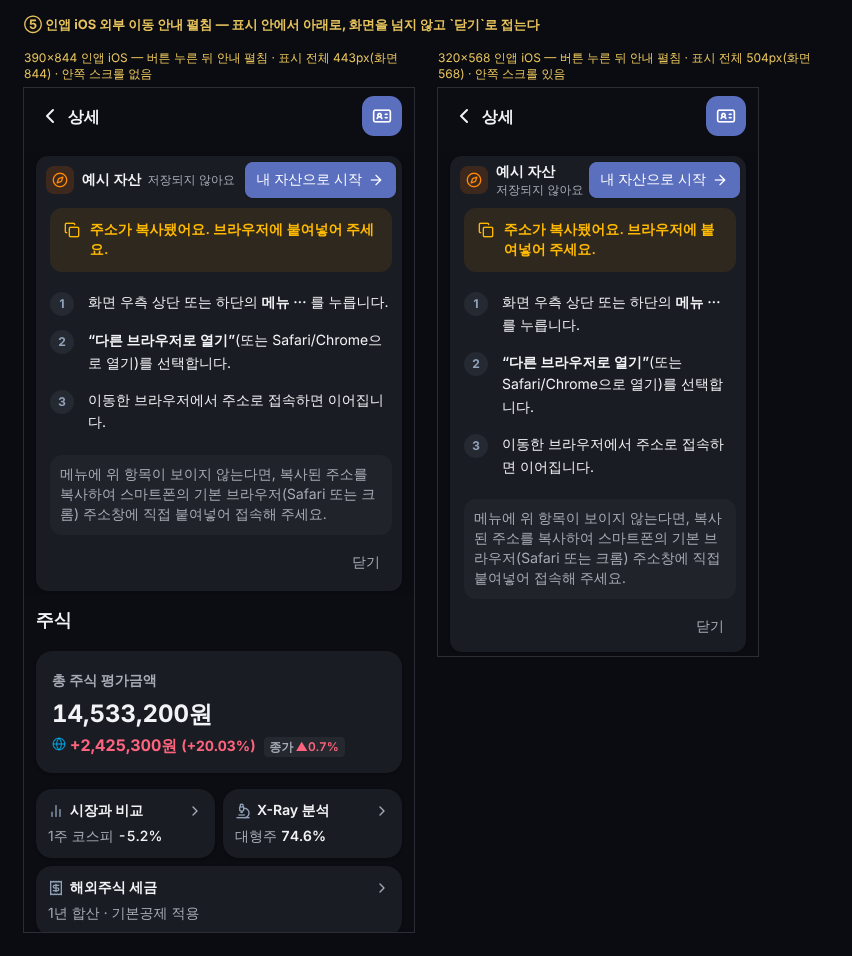 ⑤ 인앱 iOS 외부 이동 안내 펼침 — 표시 안에서 아래로, 화면을 넘지 않고 `닫기`로 접는다
390×844 인앱 iOS — 버튼 누른 뒤 안내 펼침 · 표시 전체 443px(화면
844) · 안쪽 스크롤 없음
상세
예시 자산 저장되지 않아요
내 자산으로 시작 →
주소가 복사됐어요. 브라우저에 붙여넣어 주세
요.
1 화면 우측 상단 또는 하단의 메뉴 ⋯ 를 누릅니다.
2 “다른 브라우저로 열기”(또는 Safari/Chrome으
로 열기)를 선택합니다.
3 이동한 브라우저에서 주소로 접속하면 이어집니
다.
메뉴에 위 항목이 보이지 않는다면, 복사된 주소를
복사하여 스마트폰의 기본 브라우저(Safari 또는 크
롬) 주소창에 직접 붙여넣어 접속해 주세요.
닫기
주식
총 주식 평가금액
14,533,200원
+2,425,300원 (+20.03%) 종가 ▲0.7%
시장과 비교
1주 코스피 -5.2%
X-Ray 분석
대형주 74.6%
해외주식 세금
1년 합산 · 기본공제 적용
320×568 인앱 iOS — 버튼 누른 뒤 안내 펼침 · 표시 전체 504px(화면
568) · 안쪽 스크롤 있음
상세
예시 자산
저장되지 않아요
내 자산으로 시작 →
주소가 복사됐어요. 브라우저에 붙
여넣어 주세요.
1 화면 우측 상단 또는 하단의 메뉴 ⋯
를 누릅니다.
2 “다른 브라우저로 열기”(또는
Safari/Chrome으로 열기)를 선택합
니다.
3 이동한 브라우저에서 주소로 접속하
면 이어집니다.
메뉴에 위 항목이 보이지 않는다면, 복사
된 주소를 복사하여 스마트폰의 기본 브
라우저(Safari 또는 크롬) 주소창에 직접
붙여넣어 접속해 주세요.
닫기